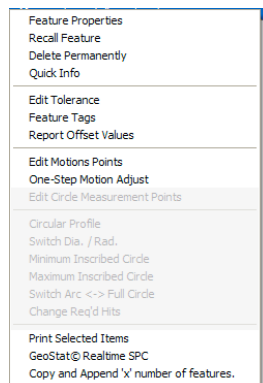 Feature Properties
Recall Feature
Delete Permanently
Quick Info
Edit Tolerance
Feature Tags
Report Offset Values
Edit Motions Points
One-Step Motion Adjust
Edit Circle Measurement Points
Circular Profile
Switch Dia. / Rad.
Minimum Inscribed Circle
Maximum Inscribed Circle
Switch Arc <-> Full Circle
Change Req'd Hits
Print Selected Items
GeoStat© Realtime SPC
Copy and Append 'x' number of features.